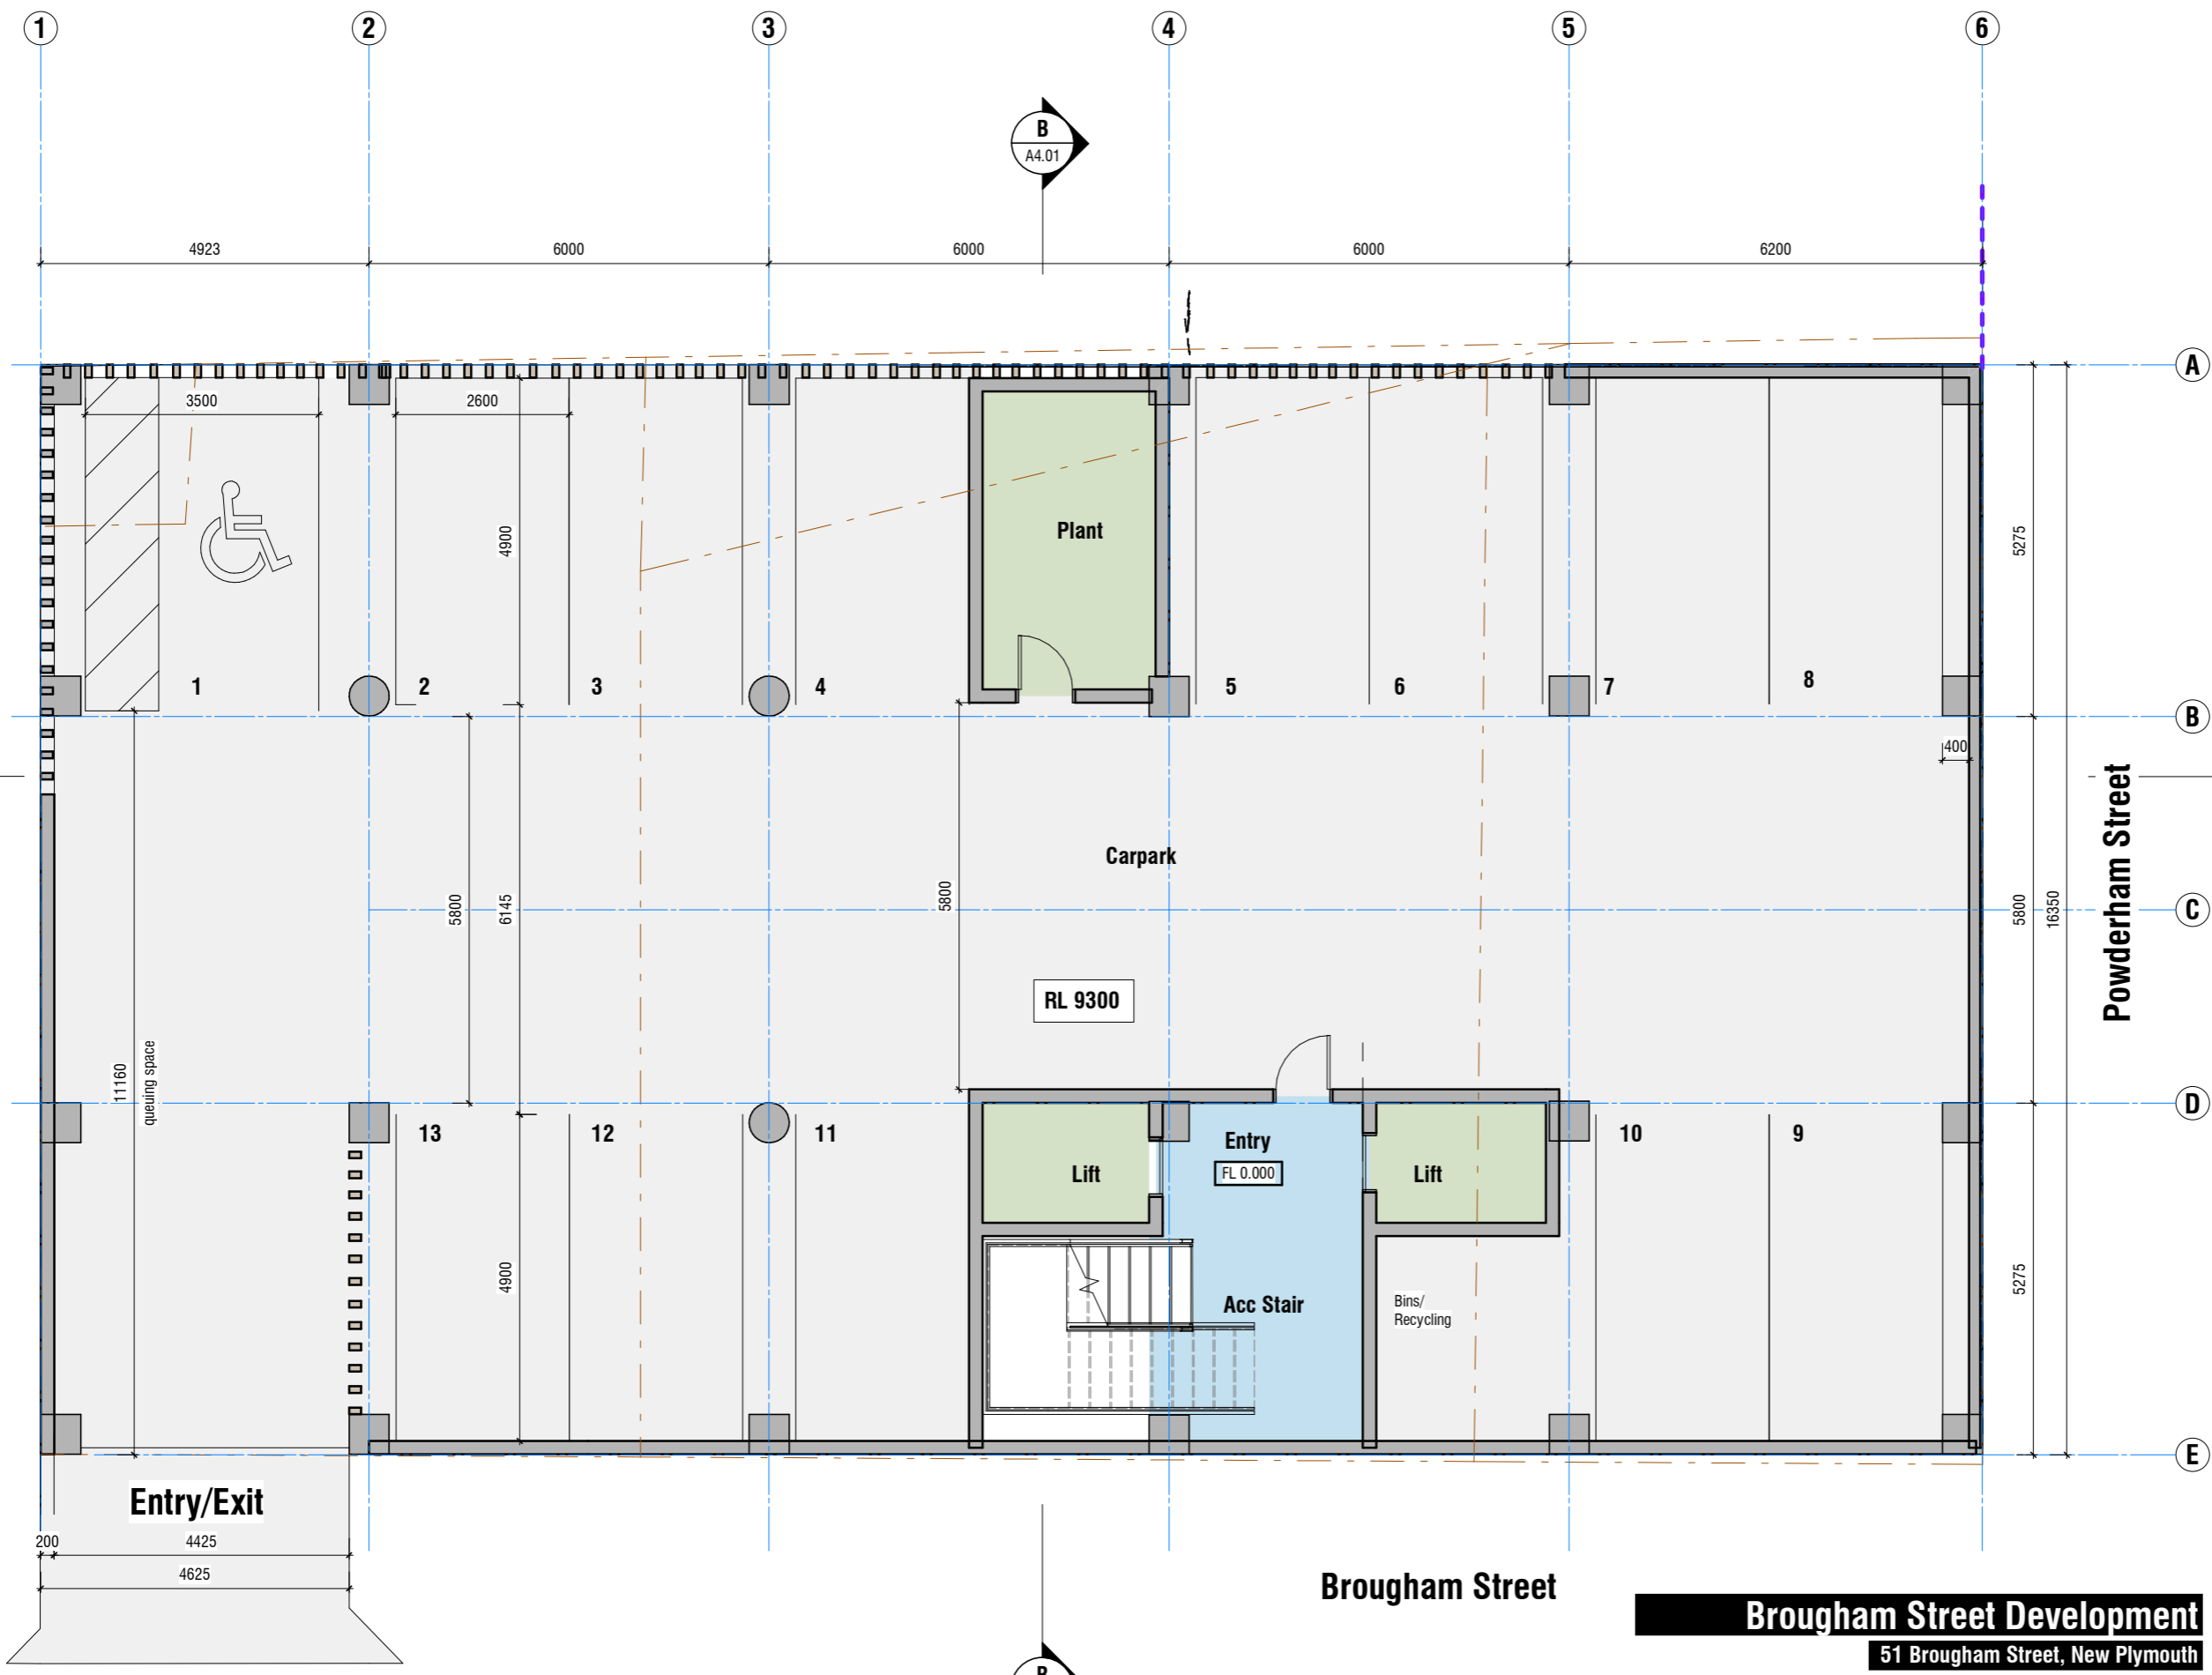 1 2 3 4 5 6
B
A4.01
4923 6000 6000 6000 6200
A
3500 2600
4900
Plant
5275
1 2 3 4 5 6 7 8
B
400
Powderham Street
Carpark
5800 6145 5800 5800 16350
C
RL 9300
11160
queuing space
D
13 12 11 10 9
Entry
FL 0.000
Lift Lift
4900
5275
Acc Stair
Bins/
Recycling
E
Entry/Exit
200 4425
4625
Brougham Street
Brougham Street Development
51 Brougham Street, New Plymouth
B